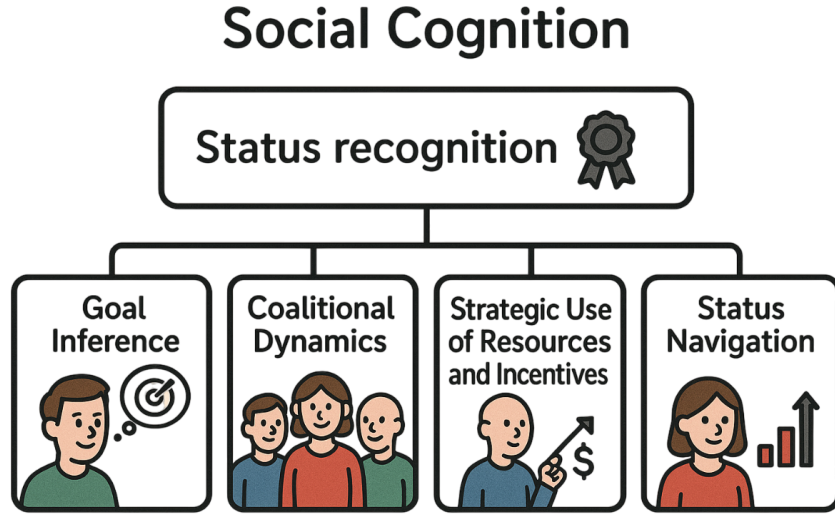 Social Cognition
Status recognition
Goal
Inference
Coalitional
Dynamics
Strategic Use
of Resources
and Incentives
$
Status
Navigation